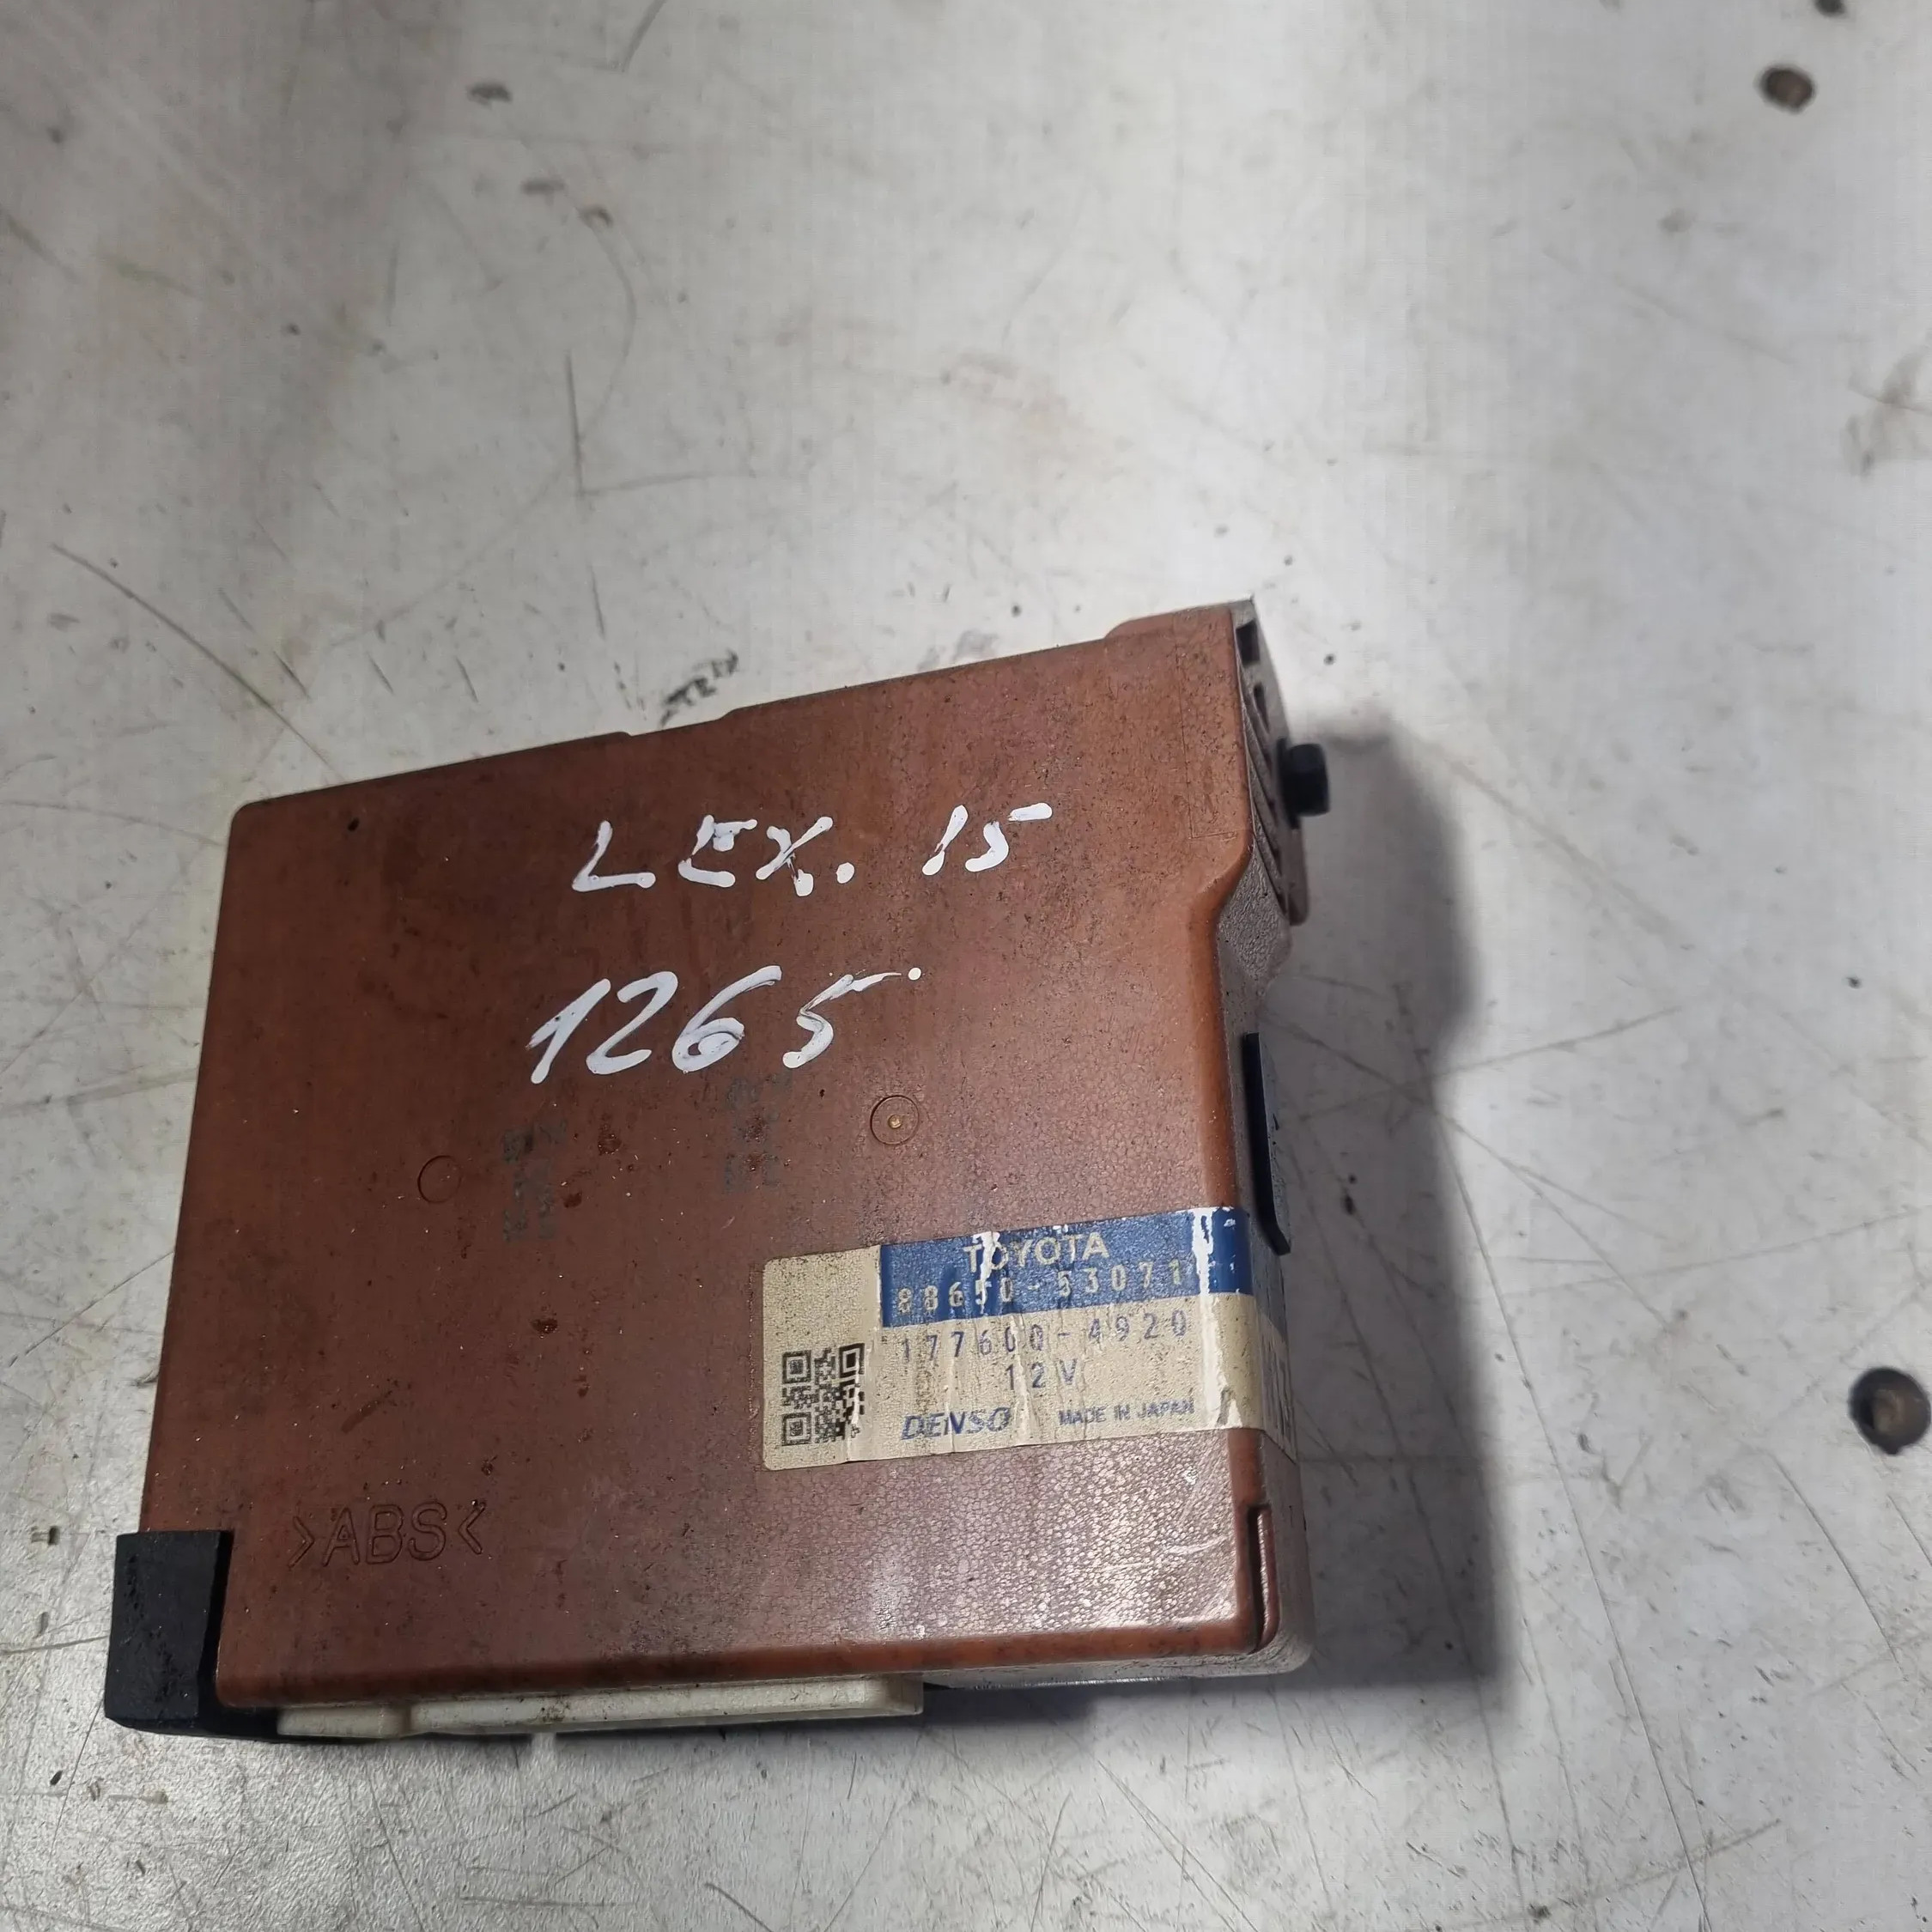 LEX. 15
1265
TOYOTA
88650-53071
177600-4920
12V
DENSO MADE IN JAPAN
>ABS<